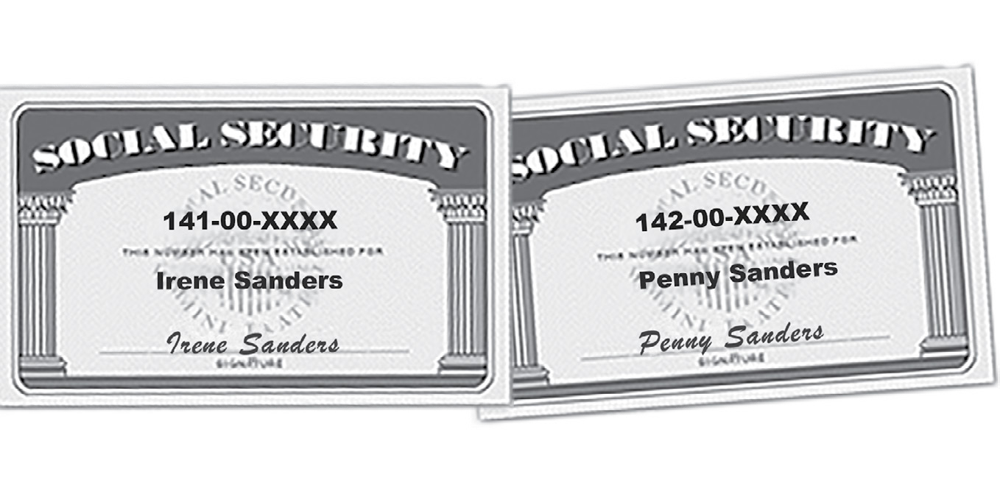 SOCIAL SECURITY
141-00-XXXX
THIS NUMBER HAS BEEN ESTABLISHED FOR
Irene Sanders
Irene Sanders
SIGNATURE
SOCIAL SECURITY
142-00-XXXX
THIS NUMBER HAS BEEN ESTABLISHED FOR
Penny Sanders
Penny Sanders
SIGNATURE